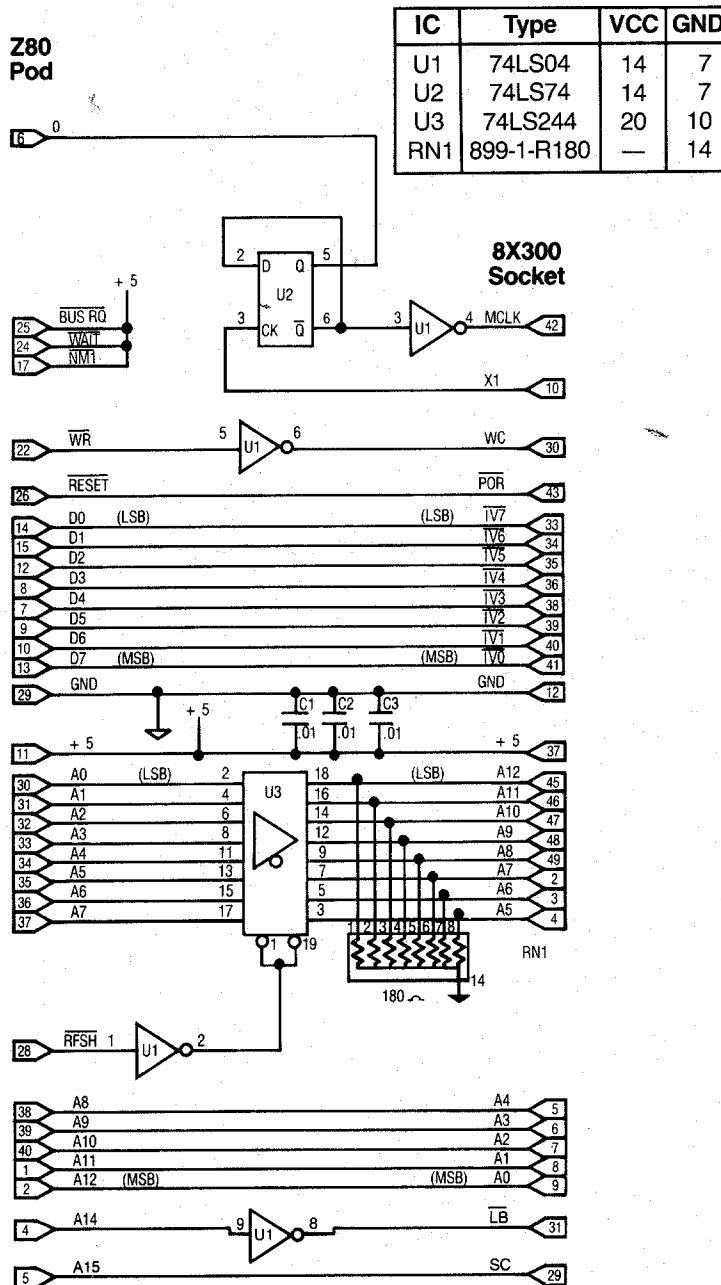 IC Type VCC GND
U1 74LS04 14 7
U2 74LS74 14 7
U3 74LS244 20 10
RN1 899-1-R180 — 14
Z80
Pod
6 0
8X300
Socket
2 D Q 5
U2
3 CK Q̅ 6
3 U1 4 MCLK 42
+ 5
25 BUS RQ
24 WAIT
17 NM1
X1 10
22 WR 5 U1 6 WC 30
26 RESET POR 43
14 D0 (LSB) (LSB) IV7 33
15 D1 IV6 34
12 D2 IV5 35
8 D3 IV4 36
7 D4 IV3 38
9 D5 IV2 39
10 D6 IV1 40
13 D7 (MSB) (MSB) IV0 41
29 GND GND 12
+ 5 C1 C2 C3
.01 .01 .01
11 + 5 + 5 37
30 A0 (LSB) 2 U3 18 (LSB) A12 45
31 A1 4 16 A11 46
32 A2 6 14 A10 47
33 A3 8 12 A9 48
34 A4 11 9 A8 49
35 A5 13 7 A7 2
36 A6 15 5 A6 3
37 A7 17 3 A5 4
1 19 1 2 3 4 5 6 7 8 RN1
14
180 Ω
28 RFSH 1 U1 2
38 A8 A4 5
39 A9 A3 6
40 A10 A2 7
1 A11 A1 8
2 A12 (MSB) (MSB) A0 9
4 A14 9 U1 8 LB 31
5 A15 SC 29